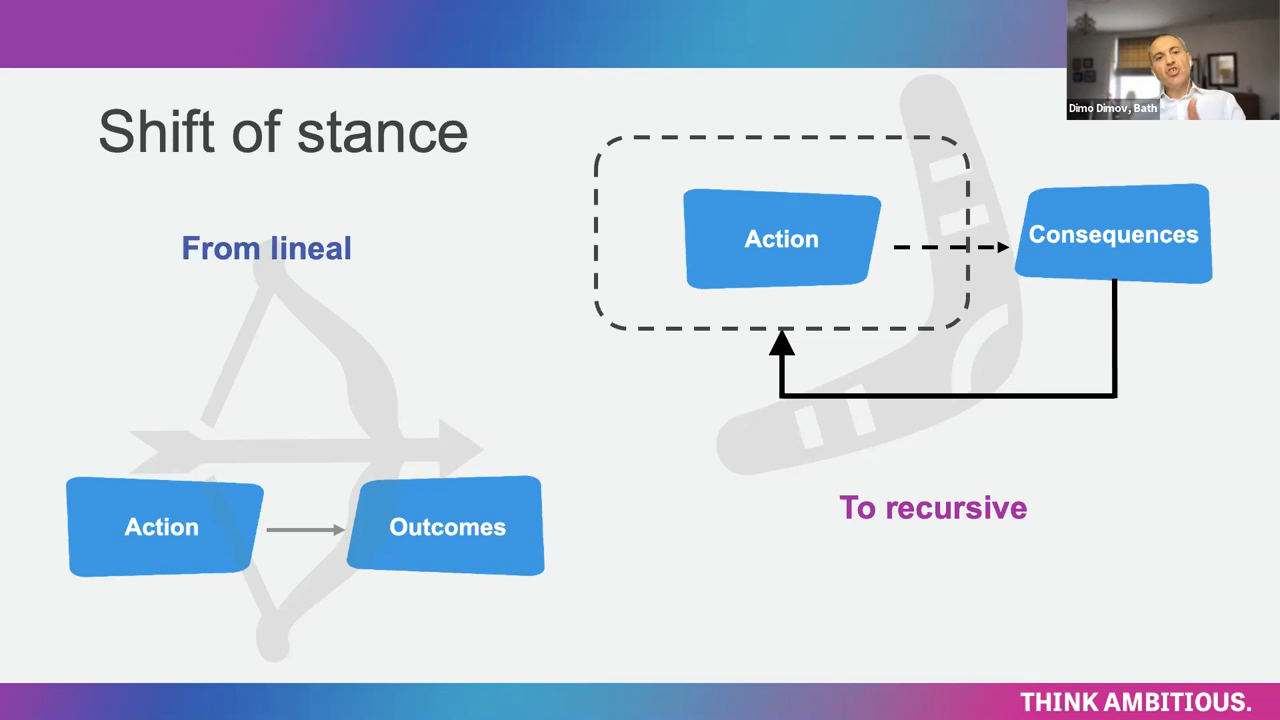 Shift of stance
From lineal
Action
Outcomes
Action
Consequences
To recursive
Dimo Dimov, Bath
THINK AMBITIOUS.